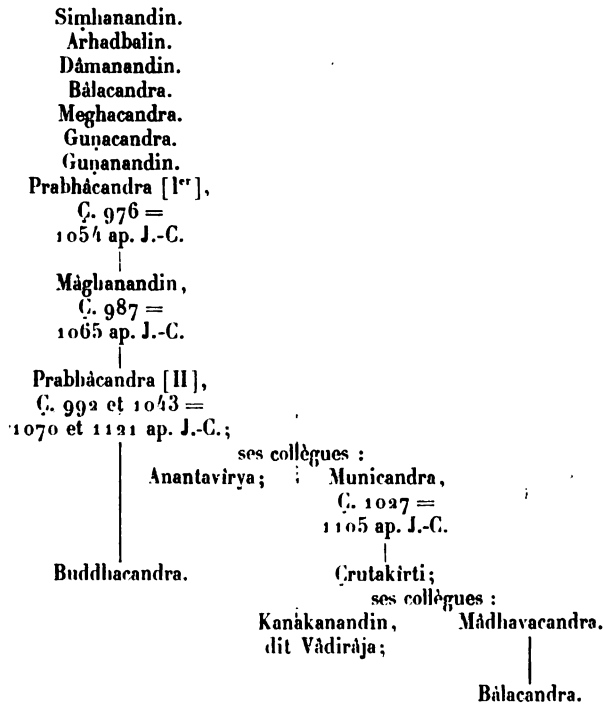 Siṃhanandin.
Arhadbalin.
Dâmanandin.
Bâlacandra.
Meghacandra.
Guṇacandra.
Guṇanandin.
Prabhâcandra [Iᵉʳ],
Ç. 976 =
1054 ap. J.-C.
Mâghanandin,
Ç. 987 =
1065 ap. J.-C.
Prabhâcandra [II],
Ç. 992 et 1043 =
1070 et 1121 ap. J.-C.;
ses collègues :
Anantavîrya; Municandra,
Ç. 1027 =
1105 ap. J.-C.
Buddhacandra. Çrutakîrti;
ses collègues :
Kanakanandin, Mâdhavacandra.
dit Vâdirâja;
Bâlacandra.